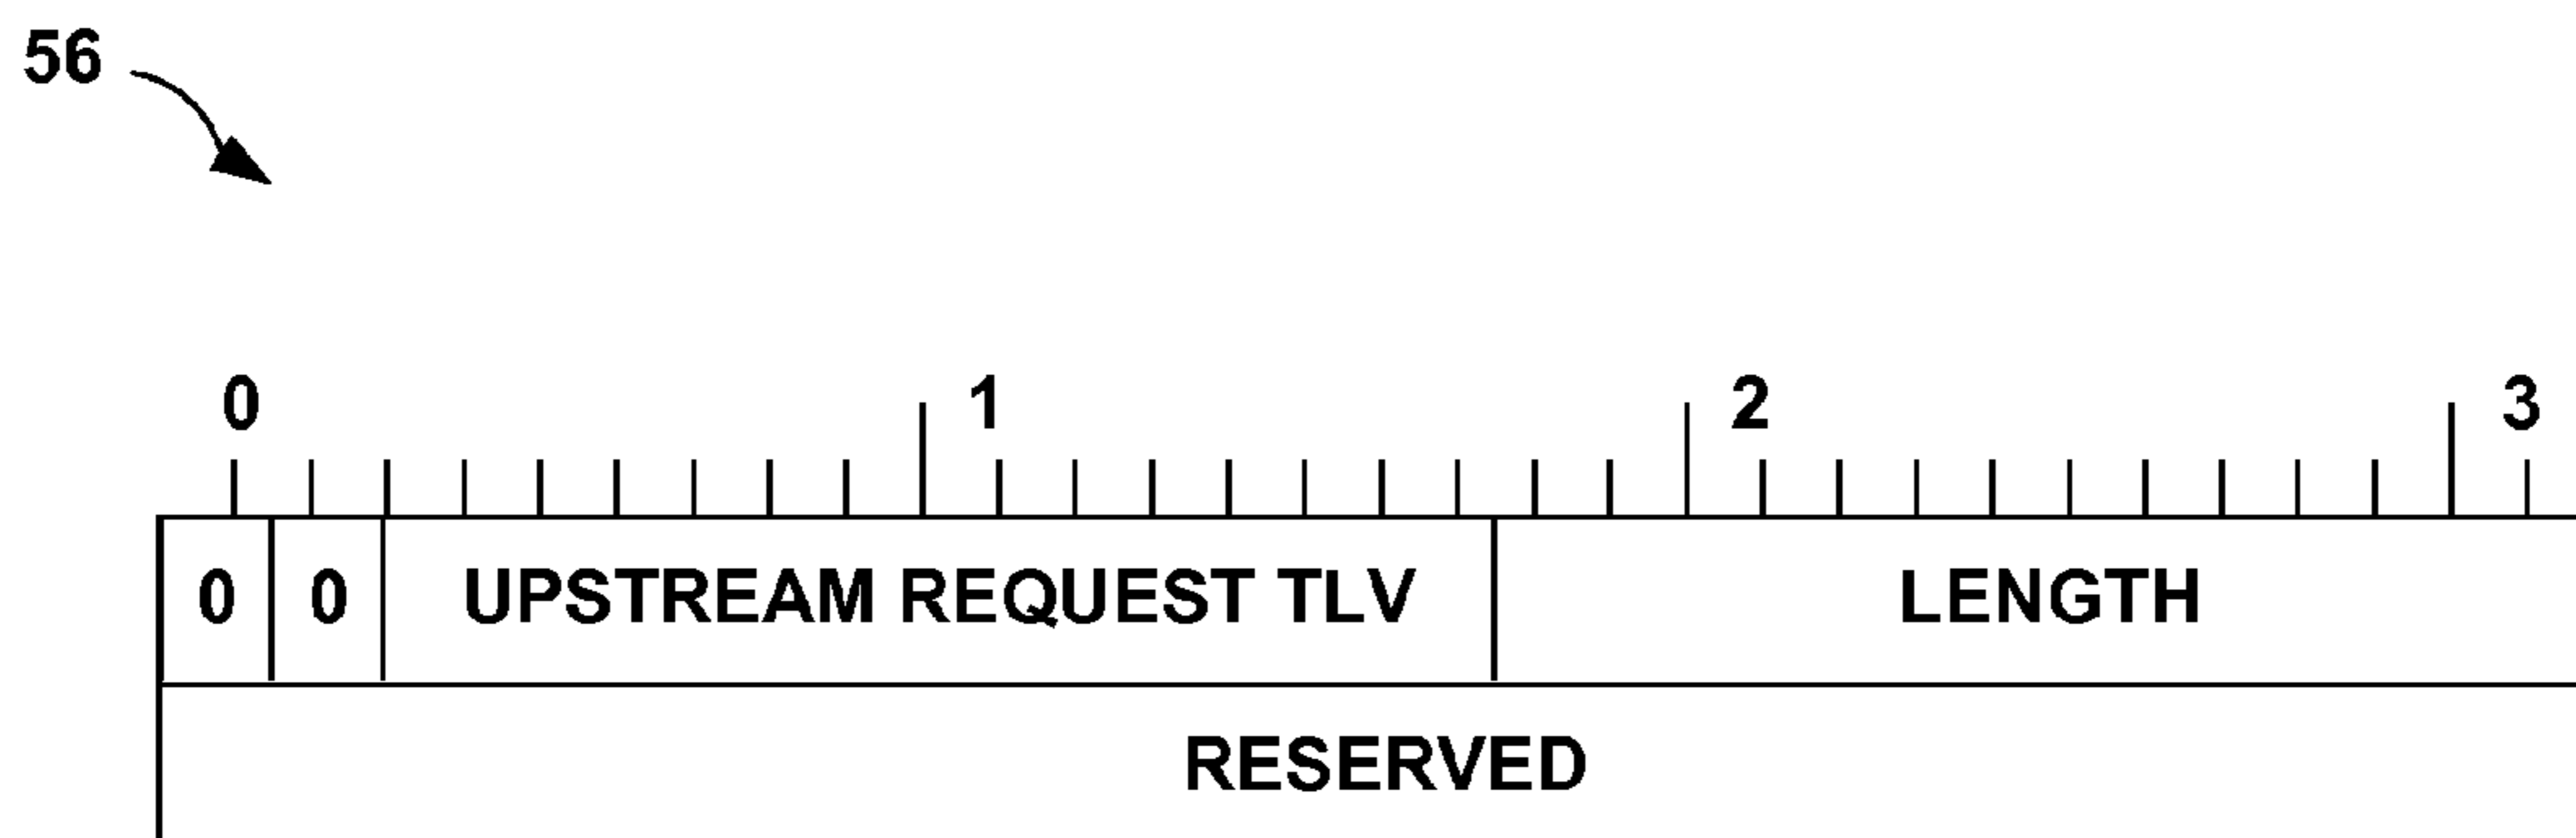 56
0 1 2 3
0 0 UPSTREAM REQUEST TLV LENGTH
RESERVED